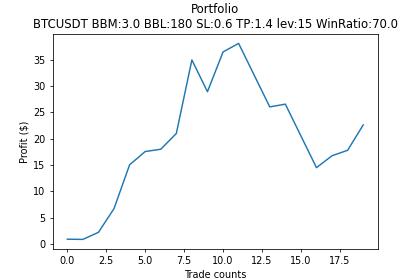 Portfolio
BTCUSDT BBM:3.0 BBL:180 SL:0.6 TP:1.4 lev:15 WinRatio:70.0
Profit ($)
35
30
25
20
15
10
5
0
0.0 2.5 5.0 7.5 10.0 12.5 15.0 17.5
Trade counts